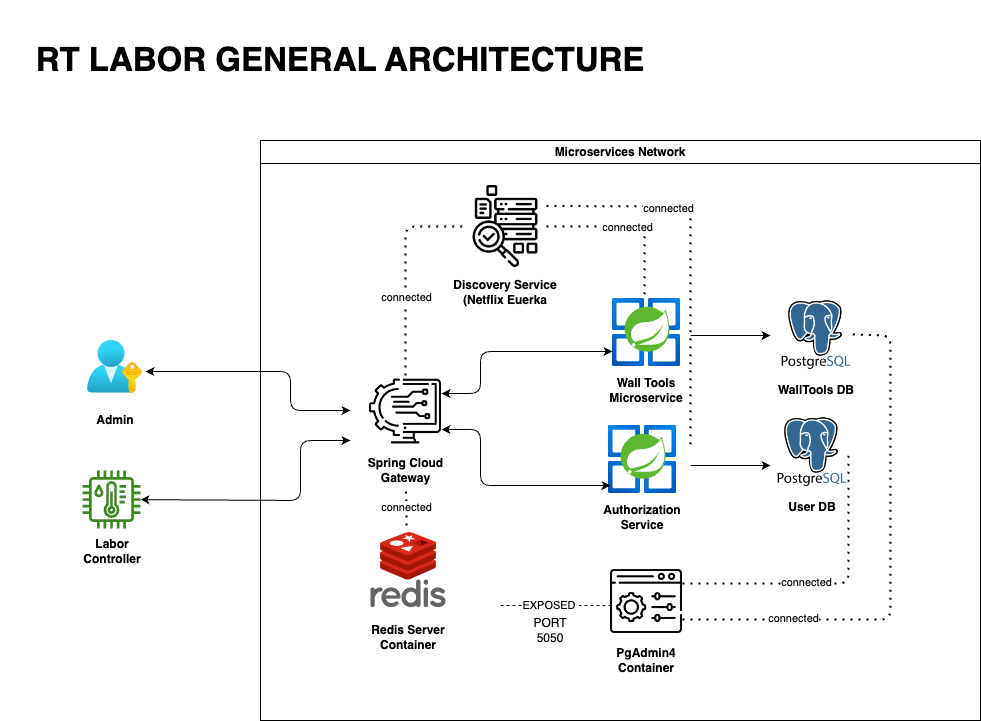 RT LABOR GENERAL ARCHITECTURE
Microservices Network
connected
connected
Discovery Service
(Netflix Euerka
connected
Admin
Wall Tools
Microservice
PostgreSQL
WallTools DB
Spring Cloud
Gateway
PostgreSQL
User DB
connected
Authorization
Service
Labor
Controller
redis
Redis Server
Container
EXPOSED
PORT
5050
connected
connected
PgAdmin4
Container